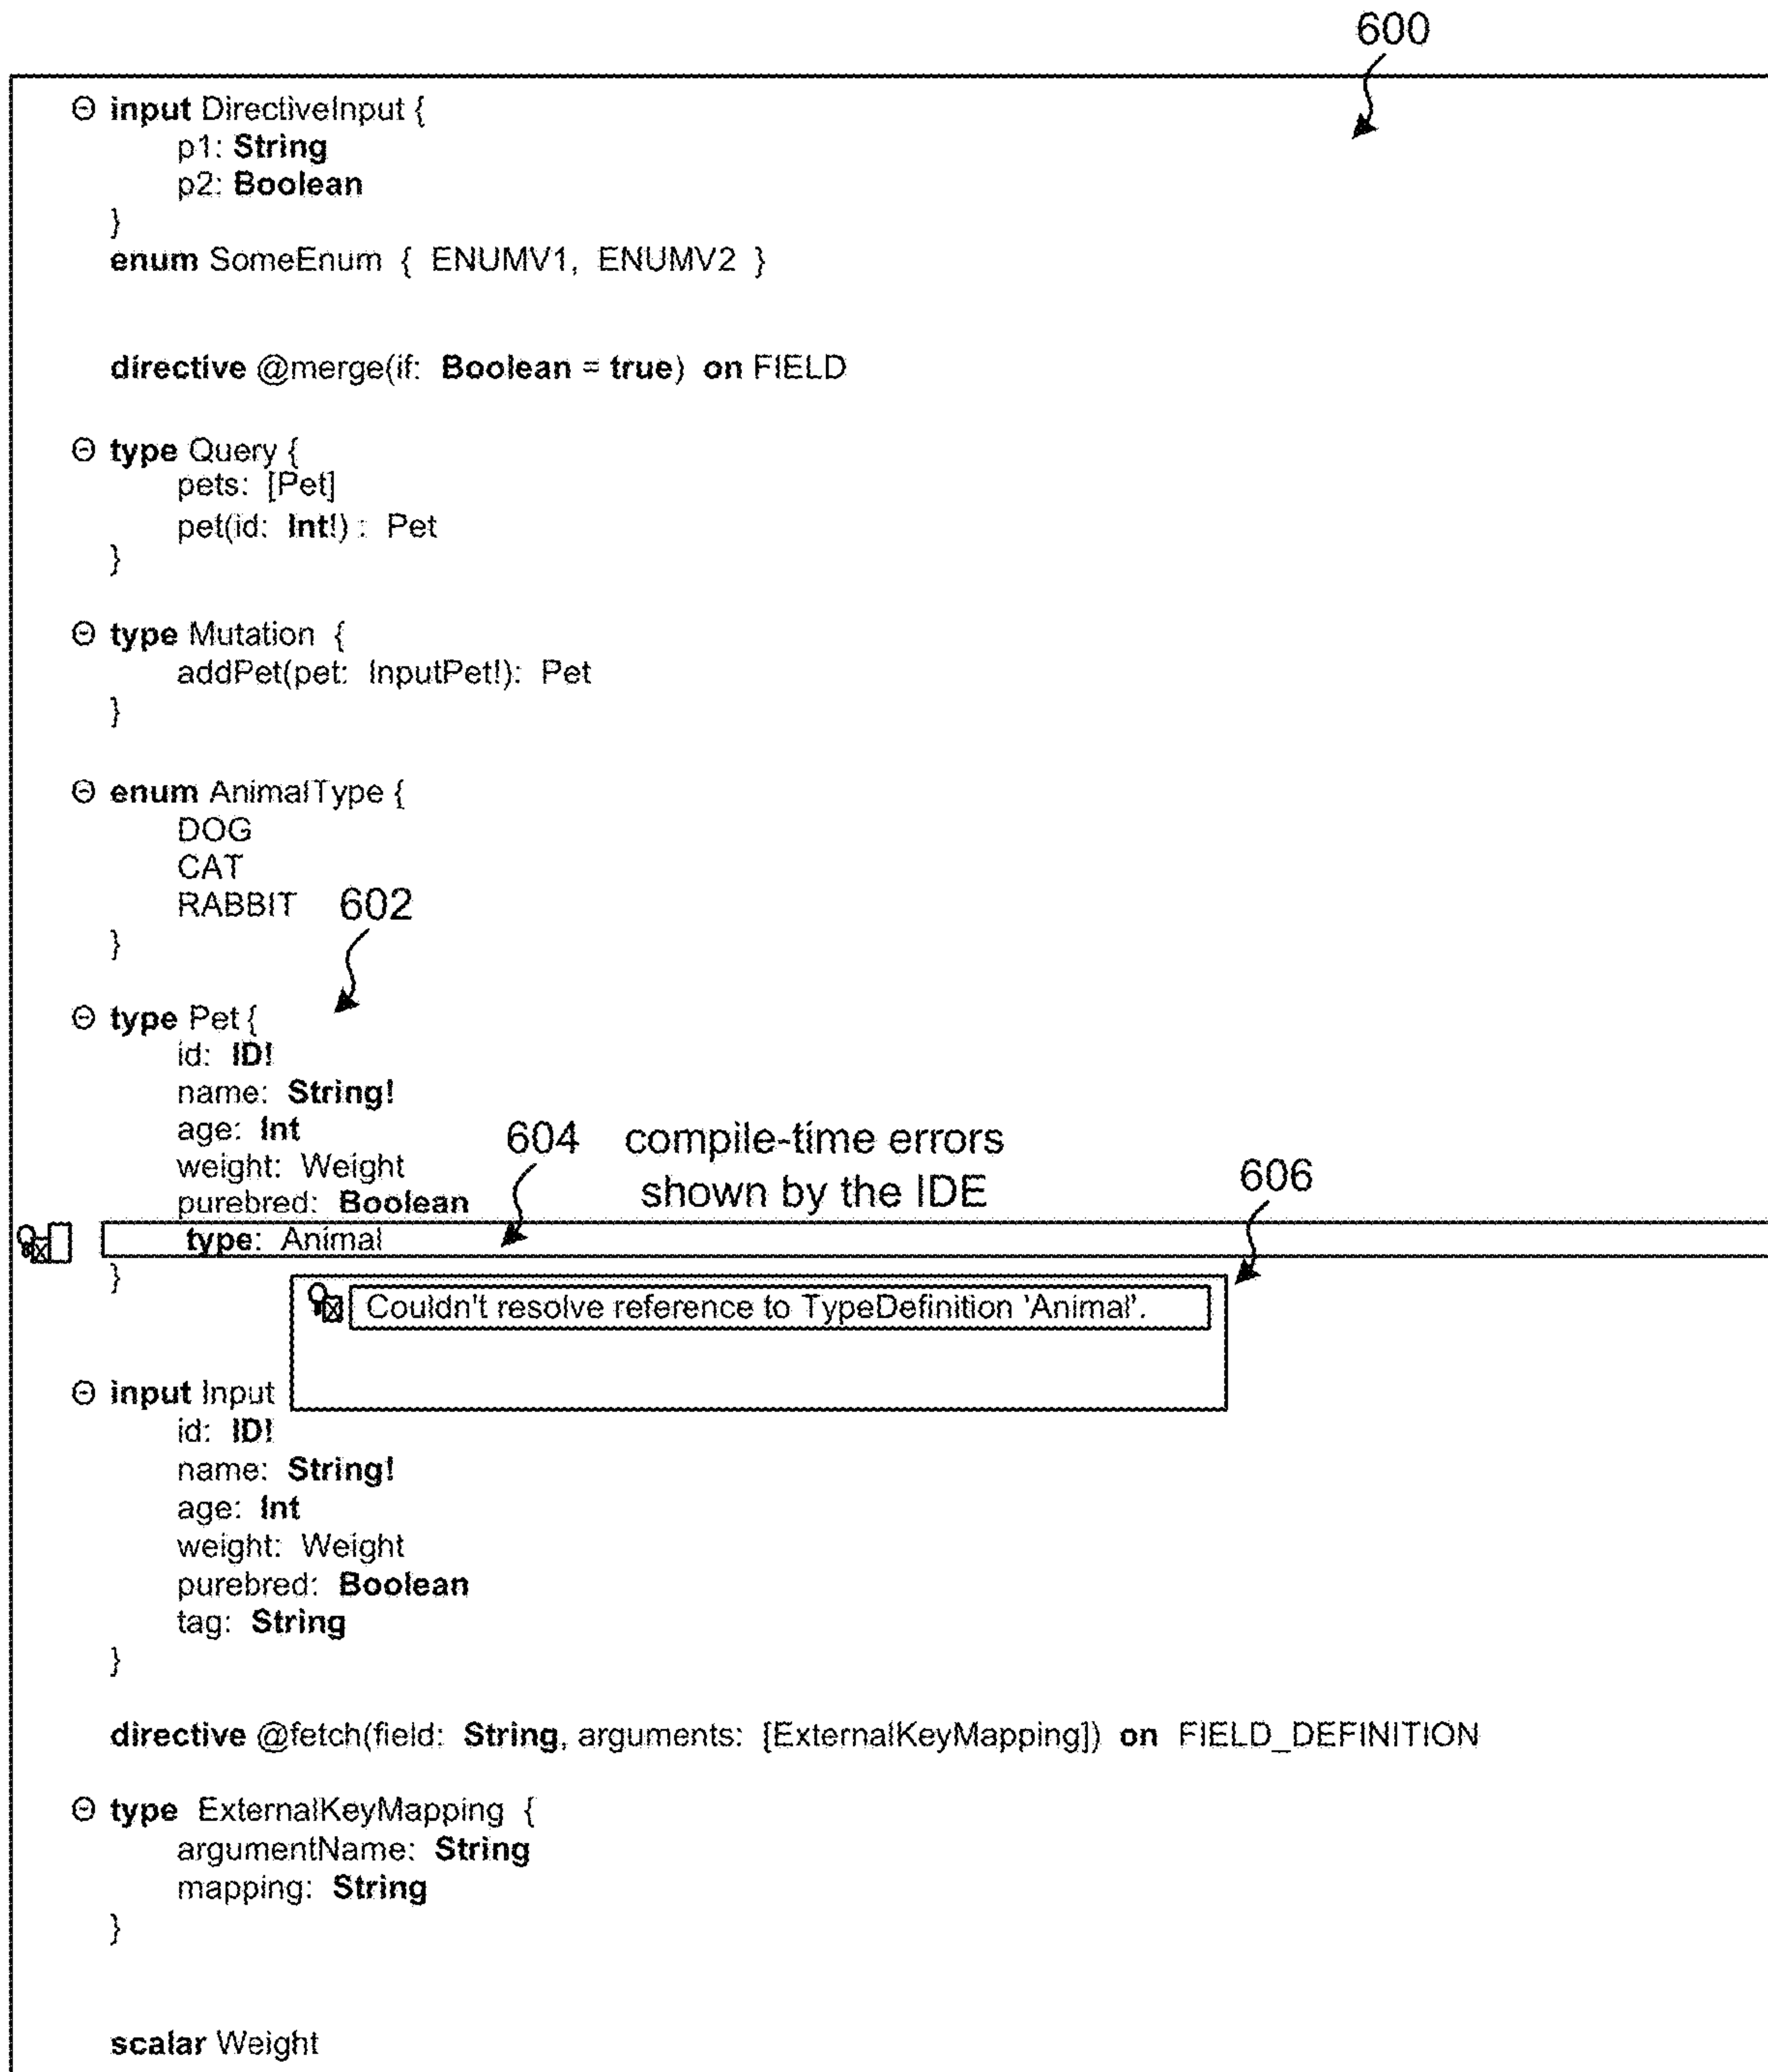 600
input DirectiveInput {
p1: String
p2: Boolean
}
enum SomeEnum { ENUMV1, ENUMV2 }
directive @merge(if: Boolean = true) on FIELD
type Query {
pets: [Pet]
pet(id: Int!) : Pet
}
type Mutation {
addPet(pet: InputPet!): Pet
}
enum AnimalType {
DOG
CAT
RABBIT
602
}
type Pet {
id: ID!
name: String!
age: Int
604 compile-time errors
weight: Weight
shown by the IDE
606
purebred: Boolean
type: Animal
}
Couldn't resolve reference to TypeDefinition 'Animal'.
input Input
id: ID!
name: String!
age: Int
weight: Weight
purebred: Boolean
tag: String
}
directive @fetch(field: String, arguments: [ExternalKeyMapping]) on FIELD_DEFINITION
type ExternalKeyMapping {
argumentName: String
mapping: String
}
scalar Weight